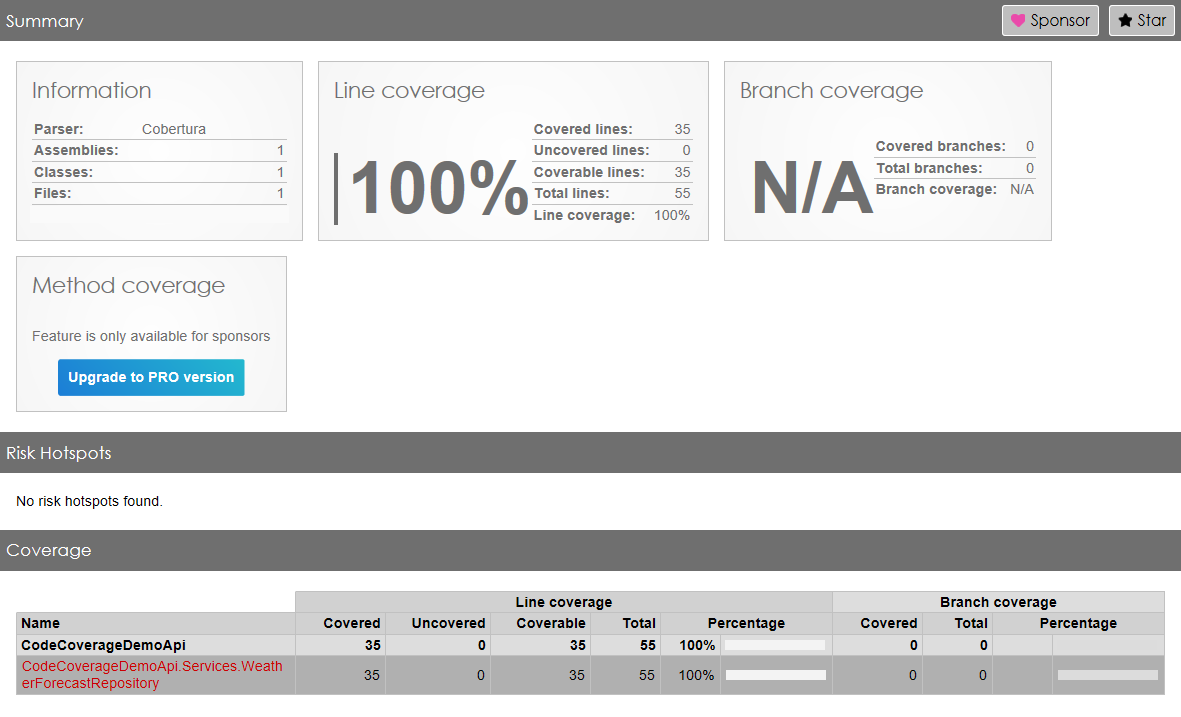 Summary
Sponsor
Star
Information
Parser: Cobertura
Assemblies: 1
Classes: 1
Files: 1
Line coverage
100%
Covered lines: 35
Uncovered lines: 0
Coverable lines: 35
Total lines: 55
Line coverage: 100%
Branch coverage
N/A
Covered branches: 0
Total branches: 0
Branch coverage: N/A
Method coverage
Feature is only available for sponsors
Upgrade to PRO version
Risk Hotspots
No risk hotspots found.
Coverage
Line coverage Branch coverage
Name Covered Uncovered Coverable Total Percentage Covered Total Percentage
CodeCoverageDemoApi 35 0 35 55 100% 0 0
CodeCoverageDemoApi.Services.Weath
erForecastRepository 35 0 35 55 100% 0 0